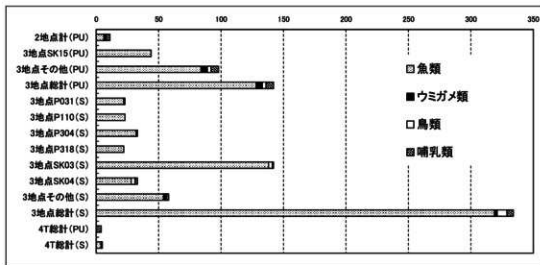 0 50 100 150 200 250 300 350
2地点計(PU)
3地点SK15(PU)
3地点その他(PU)
3地点総計(PU)
3地点P031(S)
3地点P110(S)
3地点P304(S)
3地点P318(S)
3地点SK03(S)
3地点SK04(S)
3地点その他(S)
3地点総計(S)
4T総計(PU)
4T総計(S)
魚類
ウミガメ類
鳥類
哺乳類